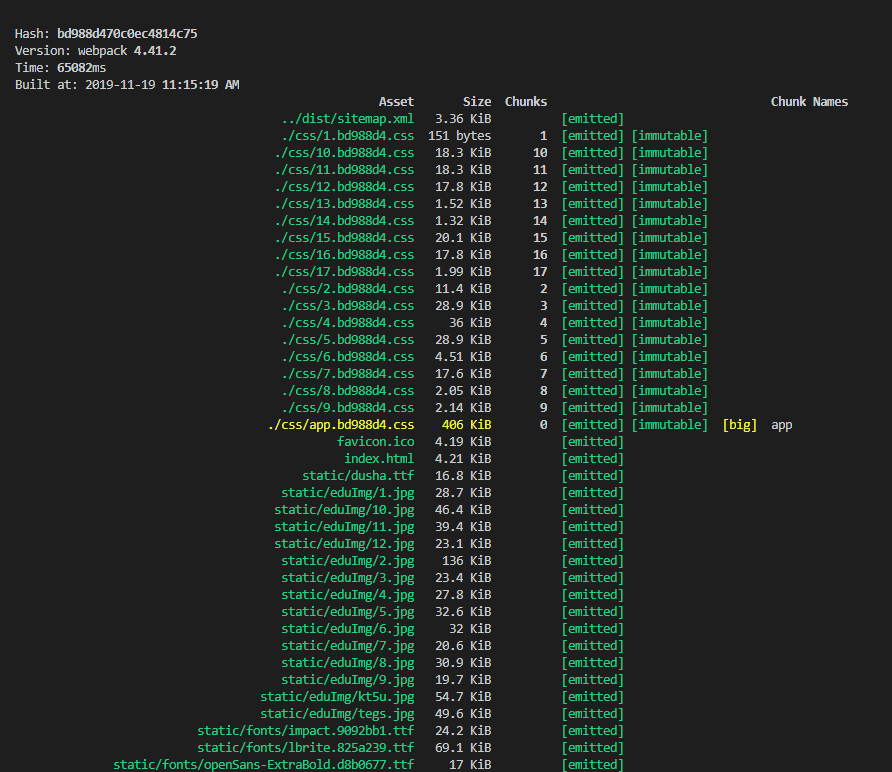 Hash: bd988d470c0ec4814c75
Version: webpack 4.41.2
Time: 65082ms
Built at: 2019-11-19 11:15:19 AM
Asset Size Chunks Chunk Names
../dist/sitemap.xml 3.36 KiB [emitted]
./css/1.bd988d4.css 151 bytes 1 [emitted] [immutable]
./css/10.bd988d4.css 18.3 KiB 10 [emitted] [immutable]
./css/11.bd988d4.css 18.3 KiB 11 [emitted] [immutable]
./css/12.bd988d4.css 17.8 KiB 12 [emitted] [immutable]
./css/13.bd988d4.css 1.52 KiB 13 [emitted] [immutable]
./css/14.bd988d4.css 1.32 KiB 14 [emitted] [immutable]
./css/15.bd988d4.css 20.1 KiB 15 [emitted] [immutable]
./css/16.bd988d4.css 17.8 KiB 16 [emitted] [immutable]
./css/17.bd988d4.css 1.99 KiB 17 [emitted] [immutable]
./css/2.bd988d4.css 11.4 KiB 2 [emitted] [immutable]
./css/3.bd988d4.css 28.9 KiB 3 [emitted] [immutable]
./css/4.bd988d4.css 36 KiB 4 [emitted] [immutable]
./css/5.bd988d4.css 28.9 KiB 5 [emitted] [immutable]
./css/6.bd988d4.css 4.51 KiB 6 [emitted] [immutable]
./css/7.bd988d4.css 17.6 KiB 7 [emitted] [immutable]
./css/8.bd988d4.css 2.05 KiB 8 [emitted] [immutable]
./css/9.bd988d4.css 2.14 KiB 9 [emitted] [immutable]
./css/app.bd988d4.css 406 KiB 0 [emitted] [immutable] [big] app
favicon.ico 4.19 KiB [emitted]
index.html 4.21 KiB [emitted]
static/dusha.ttf 16.8 KiB [emitted]
static/eduImg/1.jpg 28.7 KiB [emitted]
static/eduImg/10.jpg 46.4 KiB [emitted]
static/eduImg/11.jpg 39.4 KiB [emitted]
static/eduImg/12.jpg 23.1 KiB [emitted]
static/eduImg/2.jpg 136 KiB [emitted]
static/eduImg/3.jpg 23.4 KiB [emitted]
static/eduImg/4.jpg 27.8 KiB [emitted]
static/eduImg/5.jpg 32.6 KiB [emitted]
static/eduImg/6.jpg 32 KiB [emitted]
static/eduImg/7.jpg 20.6 KiB [emitted]
static/eduImg/8.jpg 30.9 KiB [emitted]
static/eduImg/9.jpg 19.7 KiB [emitted]
static/eduImg/kt5u.jpg 54.7 KiB [emitted]
static/eduImg/tegs.jpg 49.6 KiB [emitted]
static/fonts/impact.9092bb1.ttf 24.2 KiB [emitted]
static/fonts/lbrite.825a239.ttf 69.1 KiB [emitted]
static/fonts/openSans-ExtraBold.d8b0677.ttf 17 KiB [emitted]